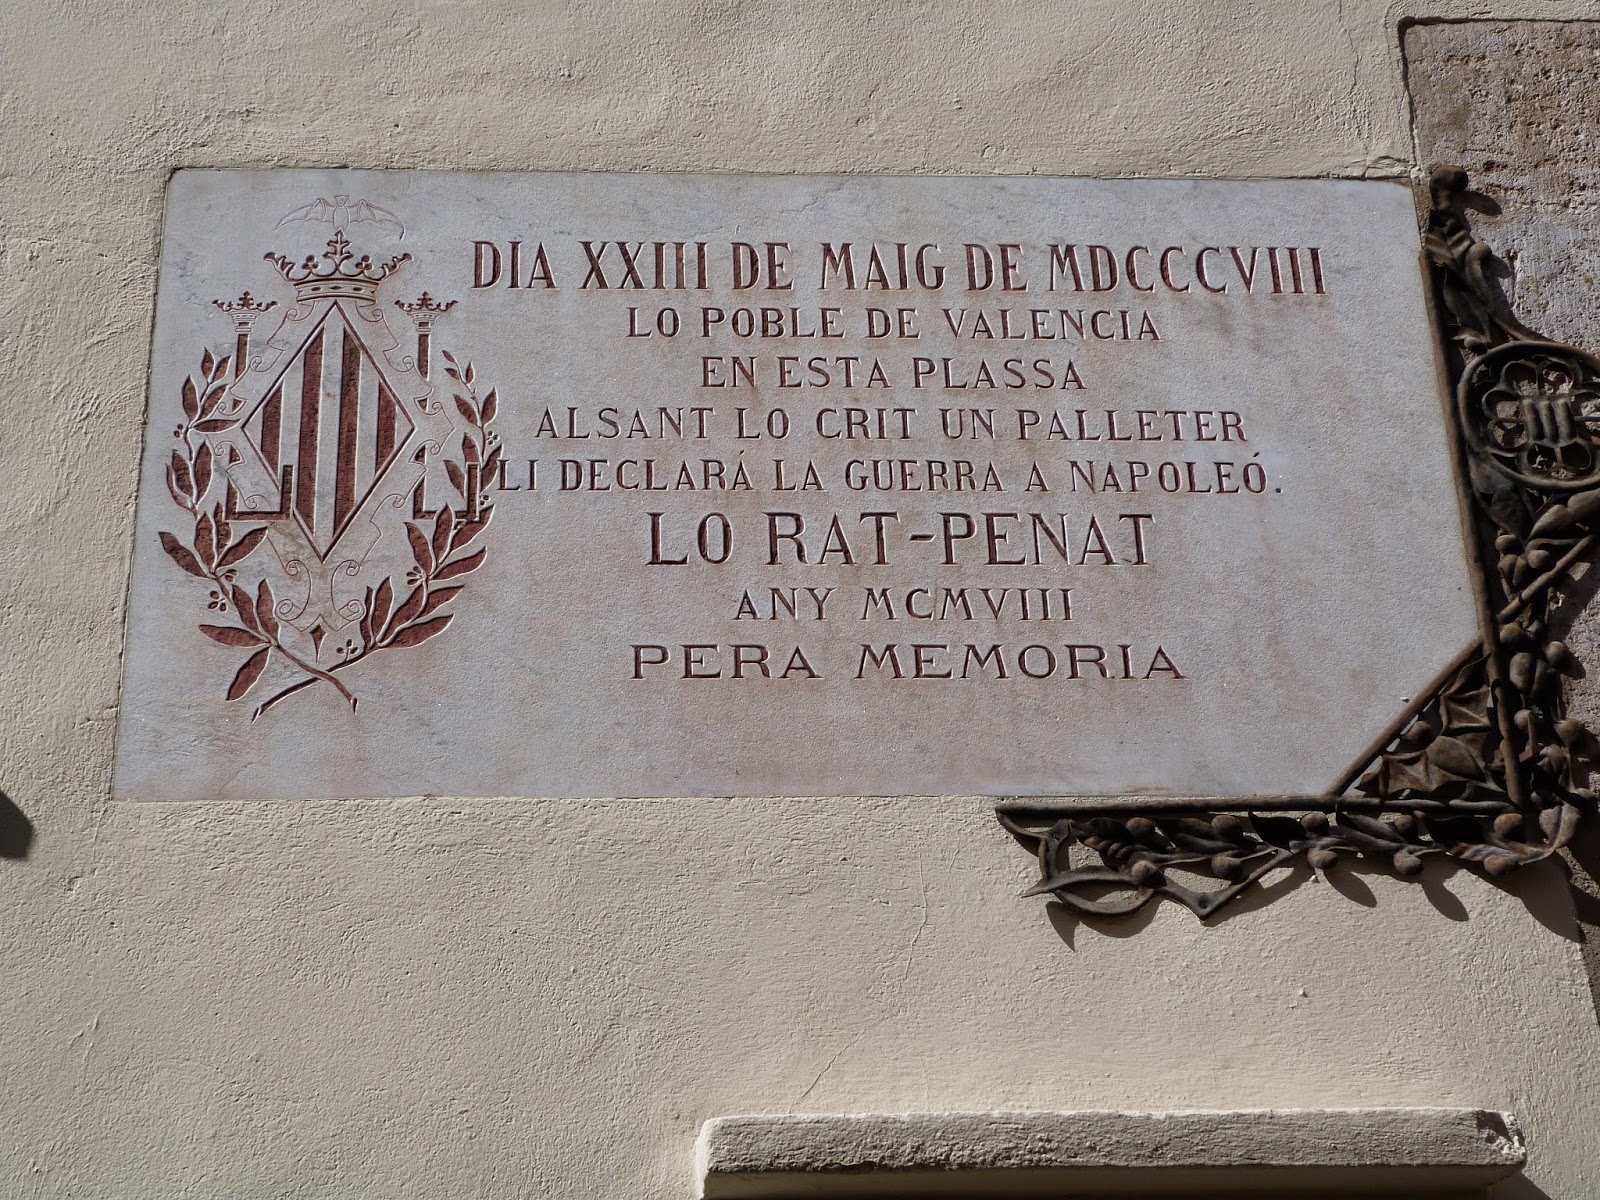 DIA XXIII DE MAIG DE MDCCCVIII
LO POBLE DE VALENCIA
EN ESTA PLASSA
ALSANT LO CRIT UN PALLETER
LI DECLARÁ LA GUERRA A NAPOLEÓ.
LO RAT-PENAT
ANY MCMVIII
PERA MEMORIA
L L